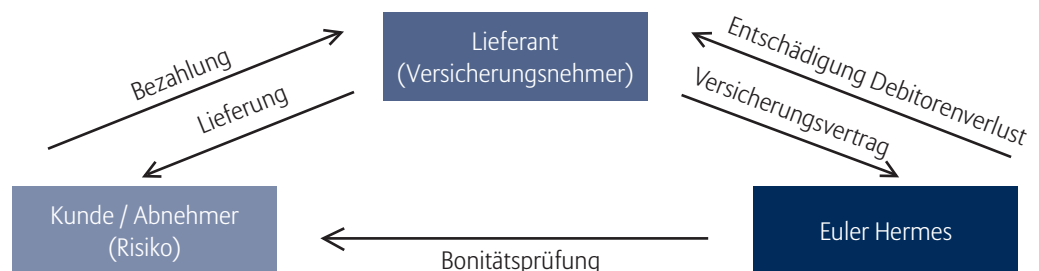 Lieferant
(Versicherungsnehmer)
Bezahlung
Lieferung
Entschädigung Debitorenverlust
Versicherungsvertrag
Kunde / Abnehmer
(Risiko)
Euler Hermes
Bonitätsprüfung